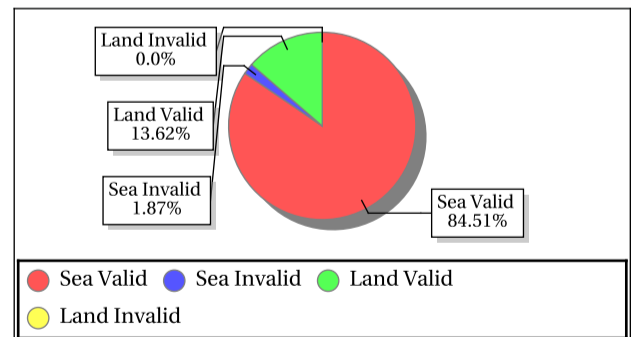 Land Invalid
0.0%
Land Valid
13.62%
Sea Invalid
1.87%
Sea Valid
84.51%
Sea Valid Sea Invalid Land Valid
Land Invalid